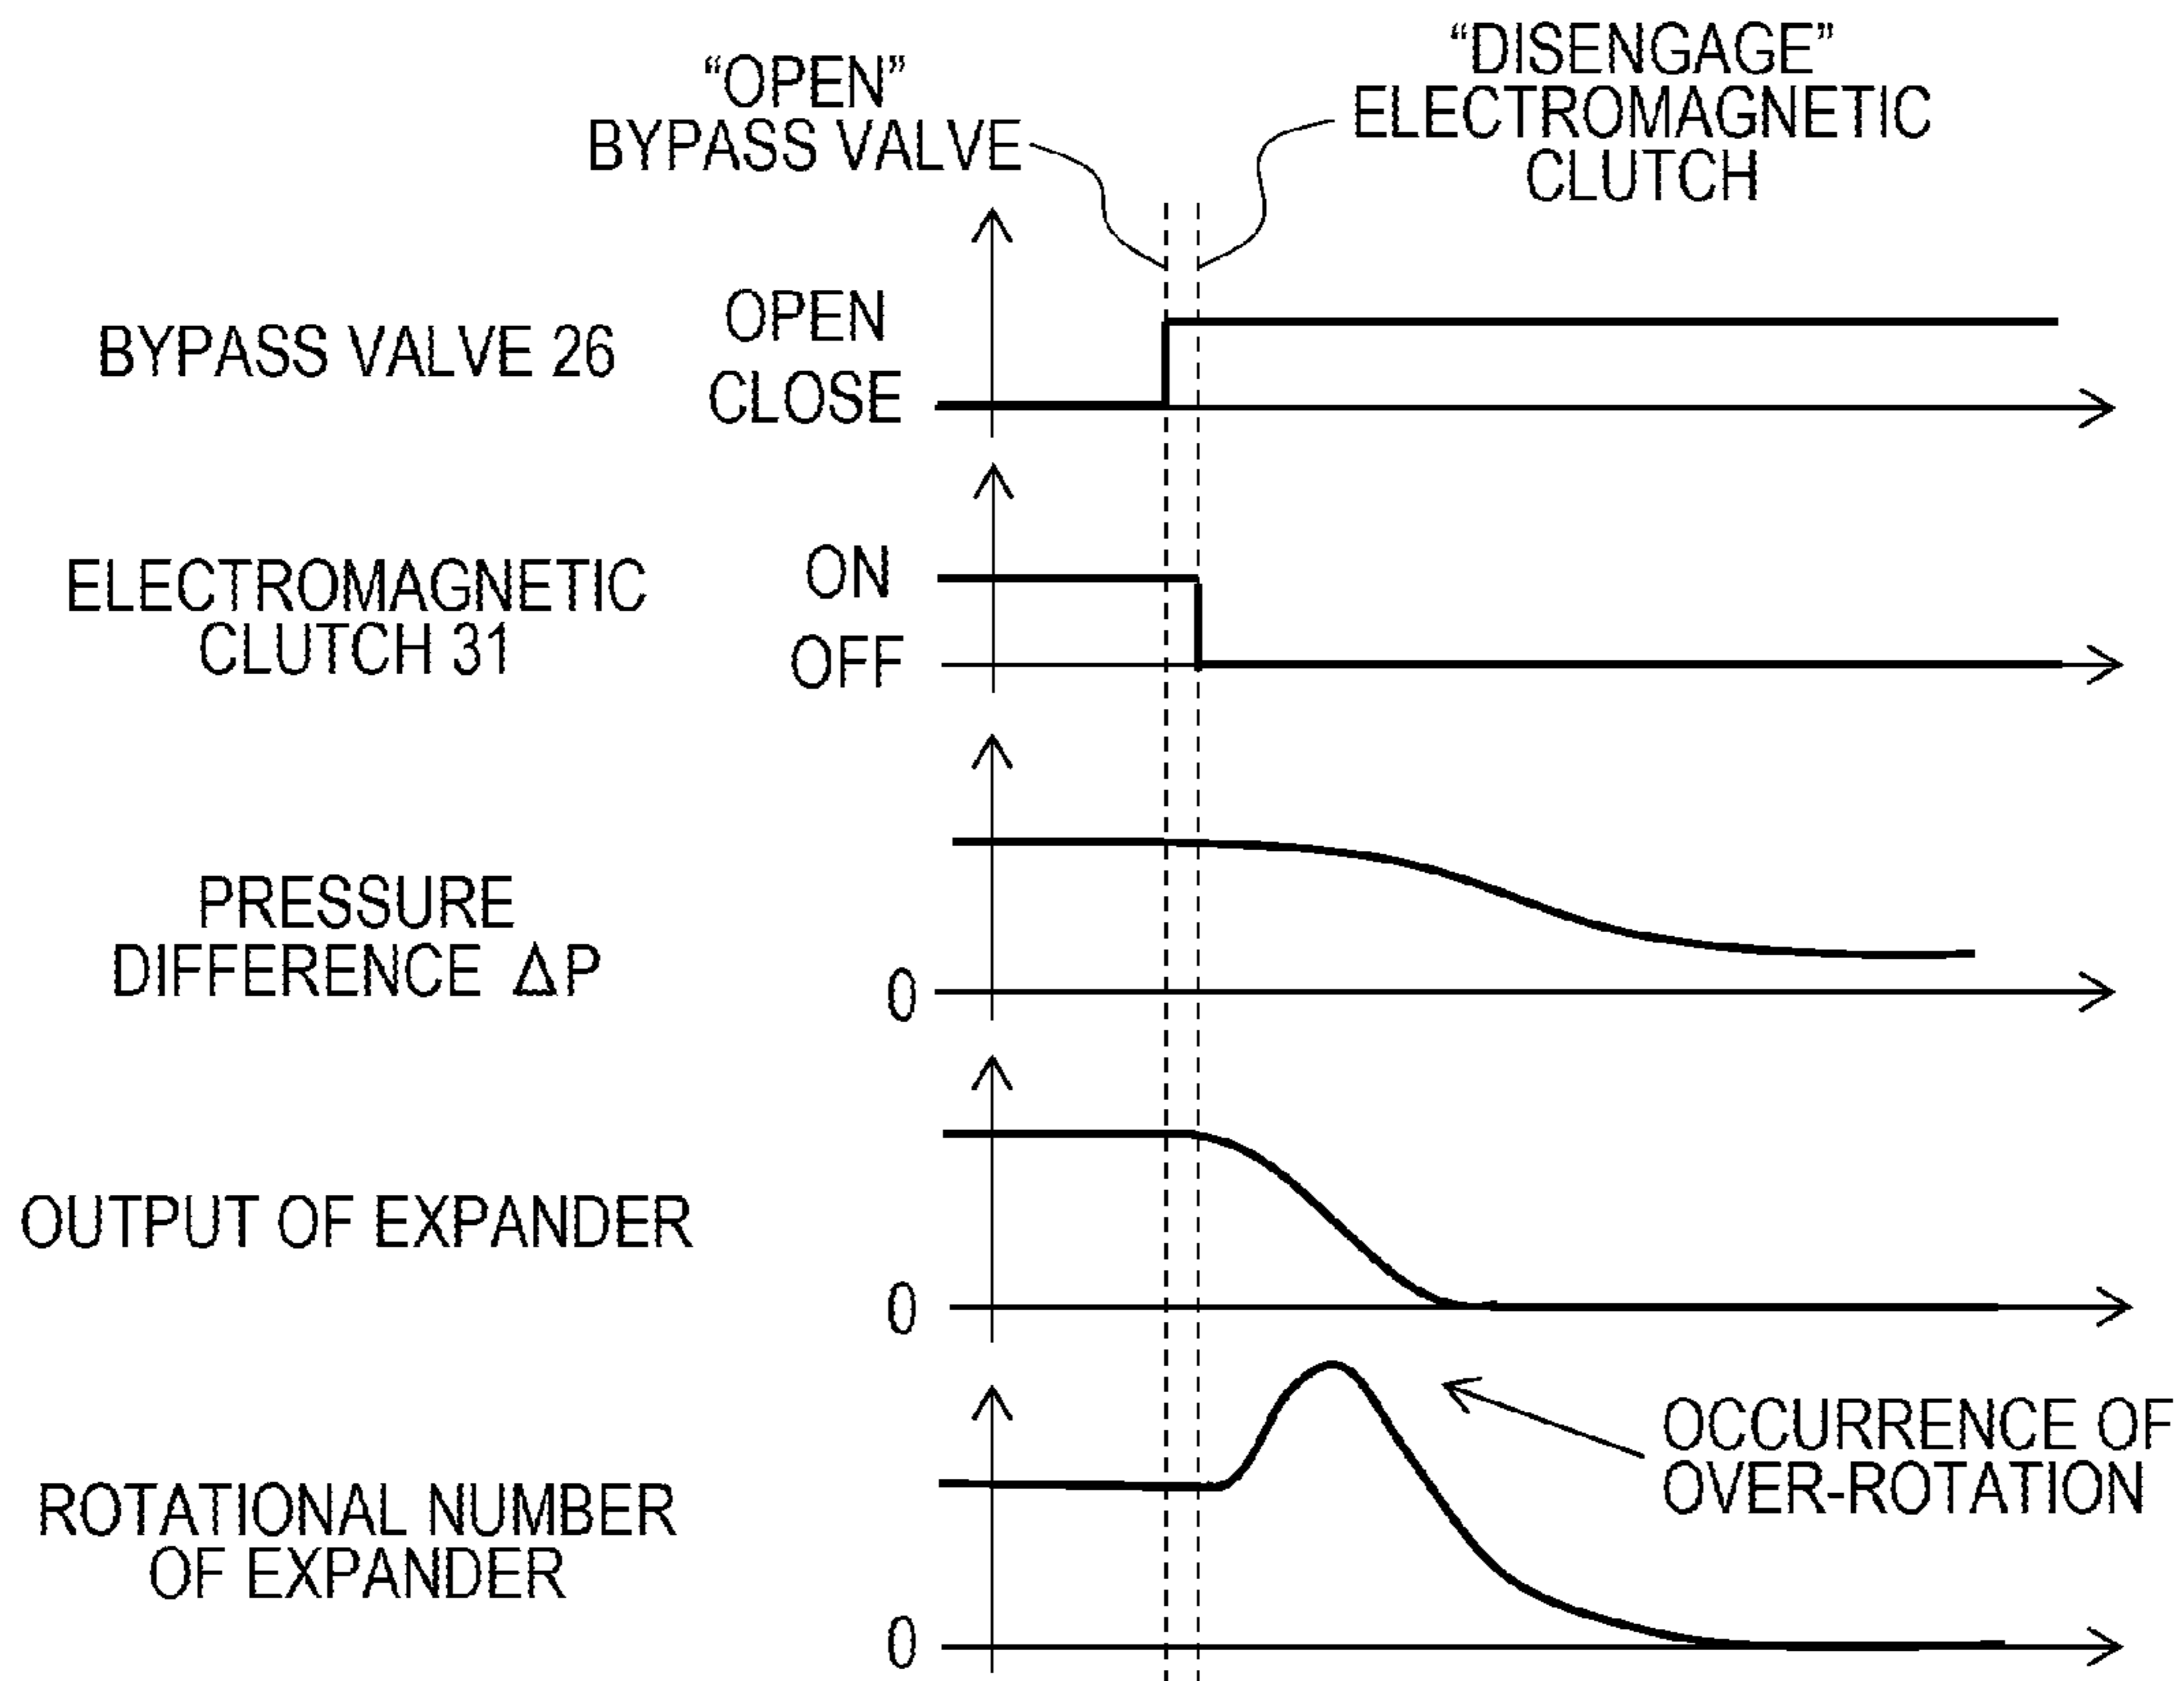 “OPEN”
BYPASS VALVE
“DISENGAGE”
ELECTROMAGNETIC
CLUTCH
BYPASS VALVE 26
OPEN
CLOSE
ELECTROMAGNETIC
CLUTCH 31
ON
OFF
PRESSURE
DIFFERENCE ΔP
0
OUTPUT OF EXPANDER
0
ROTATIONAL NUMBER
OF EXPANDER
0
OCCURRENCE OF
OVER-ROTATION